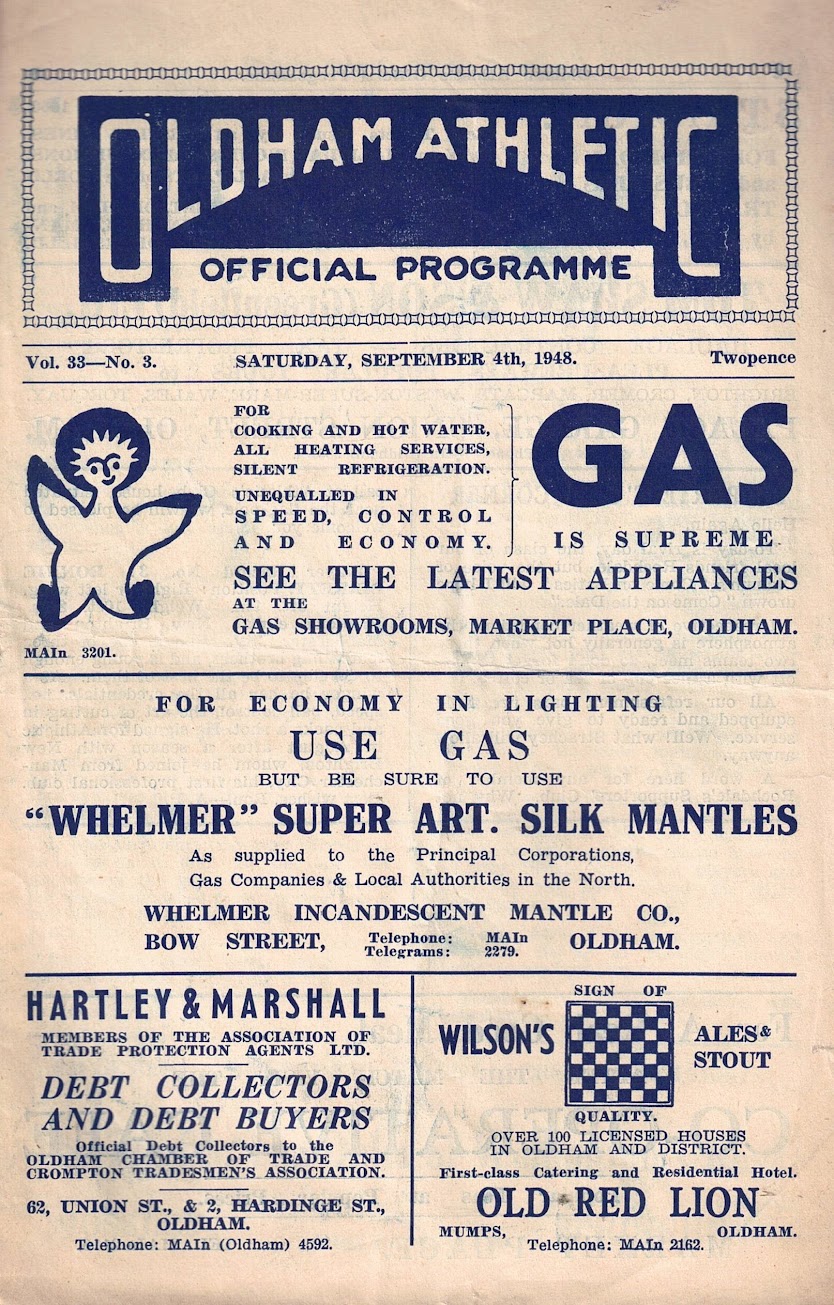 OLDHAM ATHLETIC
OFFICIAL PROGRAMME
Vol. 33—No. 3. SATURDAY, SEPTEMBER 4th, 1948. Twopence
FOR
COOKING AND HOT WATER,
ALL HEATING SERVICES,
SILENT REFRIGERATION.
UNEQUALLED IN
SPEED, CONTROL
AND ECONOMY.
GAS
IS SUPREME.
SEE THE LATEST APPLIANCES
AT THE
GAS SHOWROOMS, MARKET PLACE, OLDHAM.
MAIn 3201.
FOR ECONOMY IN LIGHTING
USE GAS
BUT BE SURE TO USE
"WHELMER" SUPER ART. SILK MANTLES
As supplied to the Principal Corporations,
Gas Companies & Local Authorities in the North.
WHELMER INCANDESCENT MANTLE CO.,
BOW STREET, Telephone: MAIn OLDHAM.
Telegrams: 2279.
HARTLEY & MARSHALL
MEMBERS OF THE ASSOCIATION OF
TRADE PROTECTION AGENTS LTD.
DEBT COLLECTORS
AND DEBT BUYERS
Official Debt Collectors to the
OLDHAM CHAMBER OF TRADE AND
CROMPTON TRADESMEN'S ASSOCIATION.
62, UNION ST., & 2, HARDINGE ST.,
OLDHAM.
Telephone: MAIn (Oldham) 4592.
SIGN OF
WILSON'S
ALES &
STOUT
QUALITY.
OVER 100 LICENSED HOUSES
IN OLDHAM AND DISTRICT.
First-class Catering and Residential Hotel.
OLD RED LION
MUMPS, OLDHAM.
Telephone: MAIn 2162.